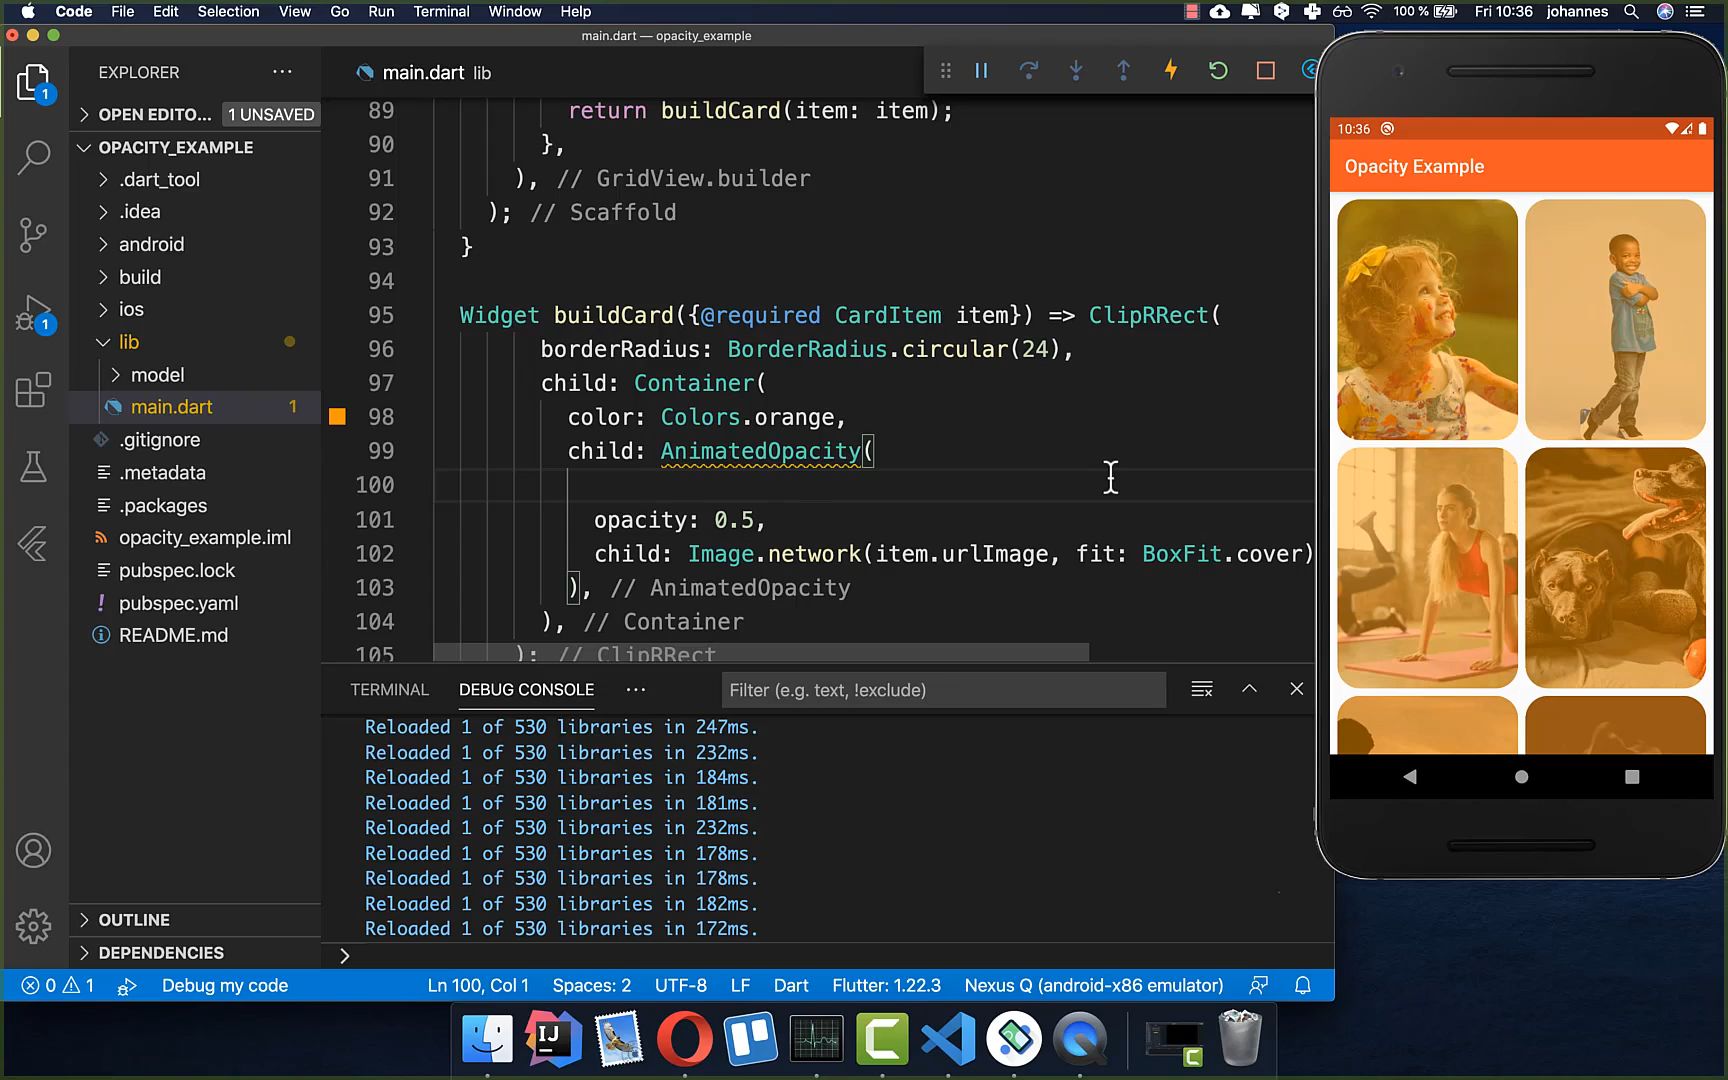 Code File Edit Selection View Go Run Terminal Window Help 100 % Fri 10:36 johannes
main.dart — opacity_example
EXPLORER
OPEN EDITO... 1 UNSAVED
OPACITY_EXAMPLE
.dart_tool
.idea
android
build
ios
lib
model
main.dart 1
.gitignore
.metadata
.packages
opacity_example.iml
pubspec.lock
! pubspec.yaml
README.md
OUTLINE
DEPENDENCIES
1
1
main.dart lib
89 return buildCard(item: item);
90 },
91 ), // GridView.builder
92 ); // Scaffold
93 }
94
95 Widget buildCard({@required CardItem item}) => ClipRRect(
96 borderRadius: BorderRadius.circular(24),
97 child: Container(
98 color: Colors.orange,
99 child: AnimatedOpacity(
100
101 opacity: 0.5,
102 child: Image.network(item.urlImage, fit: BoxFit.cover)
103 ), // AnimatedOpacity
104 ), // Container
105 ); // ClipRRect
TERMINAL DEBUG CONSOLE ··· Filter (e.g. text, !exclude)
Reloaded 1 of 530 libraries in 247ms.
Reloaded 1 of 530 libraries in 232ms.
Reloaded 1 of 530 libraries in 184ms.
Reloaded 1 of 530 libraries in 181ms.
Reloaded 1 of 530 libraries in 232ms.
Reloaded 1 of 530 libraries in 178ms.
Reloaded 1 of 530 libraries in 178ms.
Reloaded 1 of 530 libraries in 182ms.
Reloaded 1 of 530 libraries in 172ms.
0 1 Debug my code Ln 100, Col 1 Spaces: 2 UTF-8 LF Dart Flutter: 1.22.3 Nexus Q (android-x86 emulator)
10:36
Opacity Example
IJ